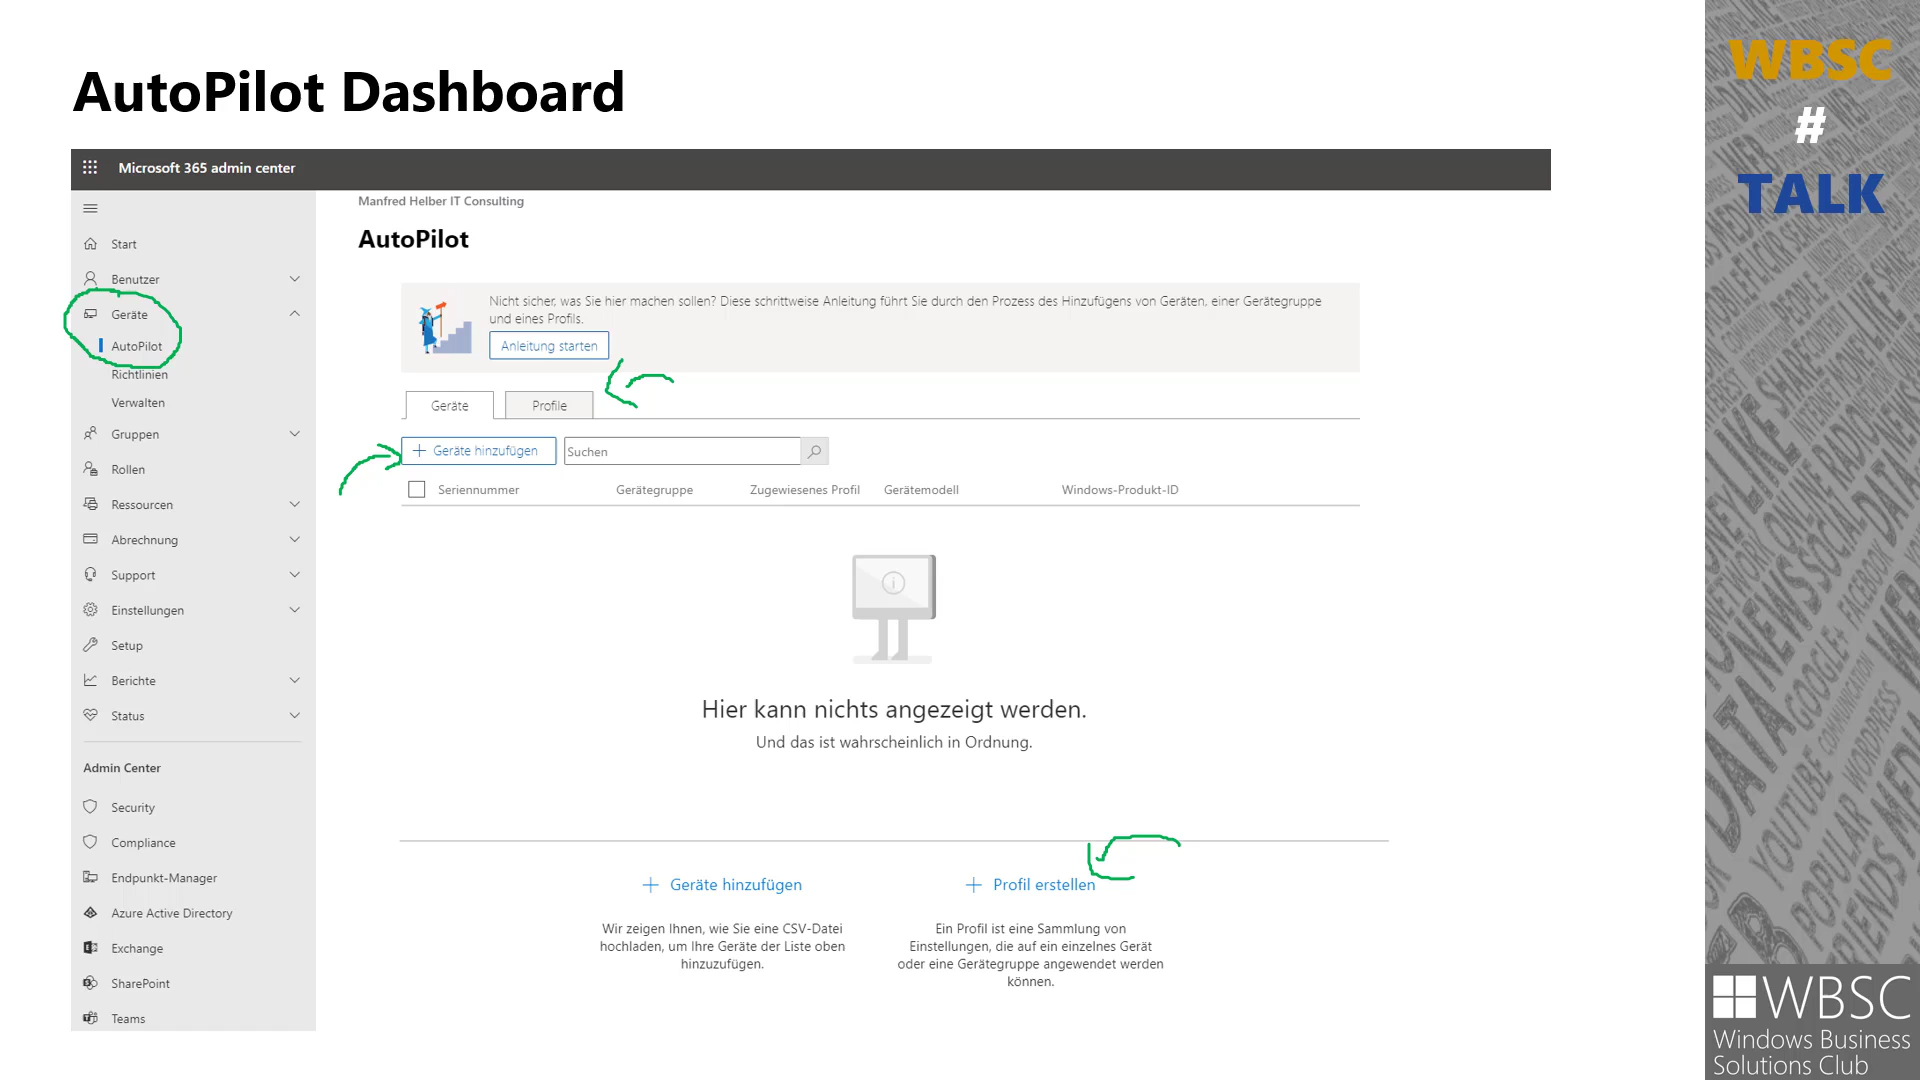 AutoPilot Dashboard
Microsoft 365 admin center
Start
Benutzer
Geräte
AutoPilot
Richtlinien
Verwalten
Gruppen
Rollen
Ressourcen
Abrechnung
Support
Einstellungen
Setup
Berichte
Status
Admin Center
Security
Compliance
Endpunkt-Manager
Azure Active Directory
Exchange
SharePoint
Teams
Manfred Helber IT Consulting
AutoPilot
Nicht sicher, was Sie hier machen sollen? Diese schrittweise Anleitung führt Sie durch den Prozess des Hinzufügens von Geräten, einer Gerätegruppe
und eines Profils.
Anleitung starten
Geräte Profile
Geräte hinzufügen Suchen
Seriennummer Gerätegruppe Zugewiesenes Profil Gerätemodell Windows-Produkt-ID
Hier kann nichts angezeigt werden.
Und das ist wahrscheinlich in Ordnung.
+ Geräte hinzufügen
Wir zeigen Ihnen, wie Sie eine CSV-Datei
hochladen, um Ihre Geräte der Liste oben
hinzuzufügen.
+ Profil erstellen
Ein Profil ist eine Sammlung von
Einstellungen, die auf ein einzelnes Gerät
oder eine Gerätegruppe angewendet werden
können.
WBSC
#
TALK
WBSC
Windows Business
Solutions Club